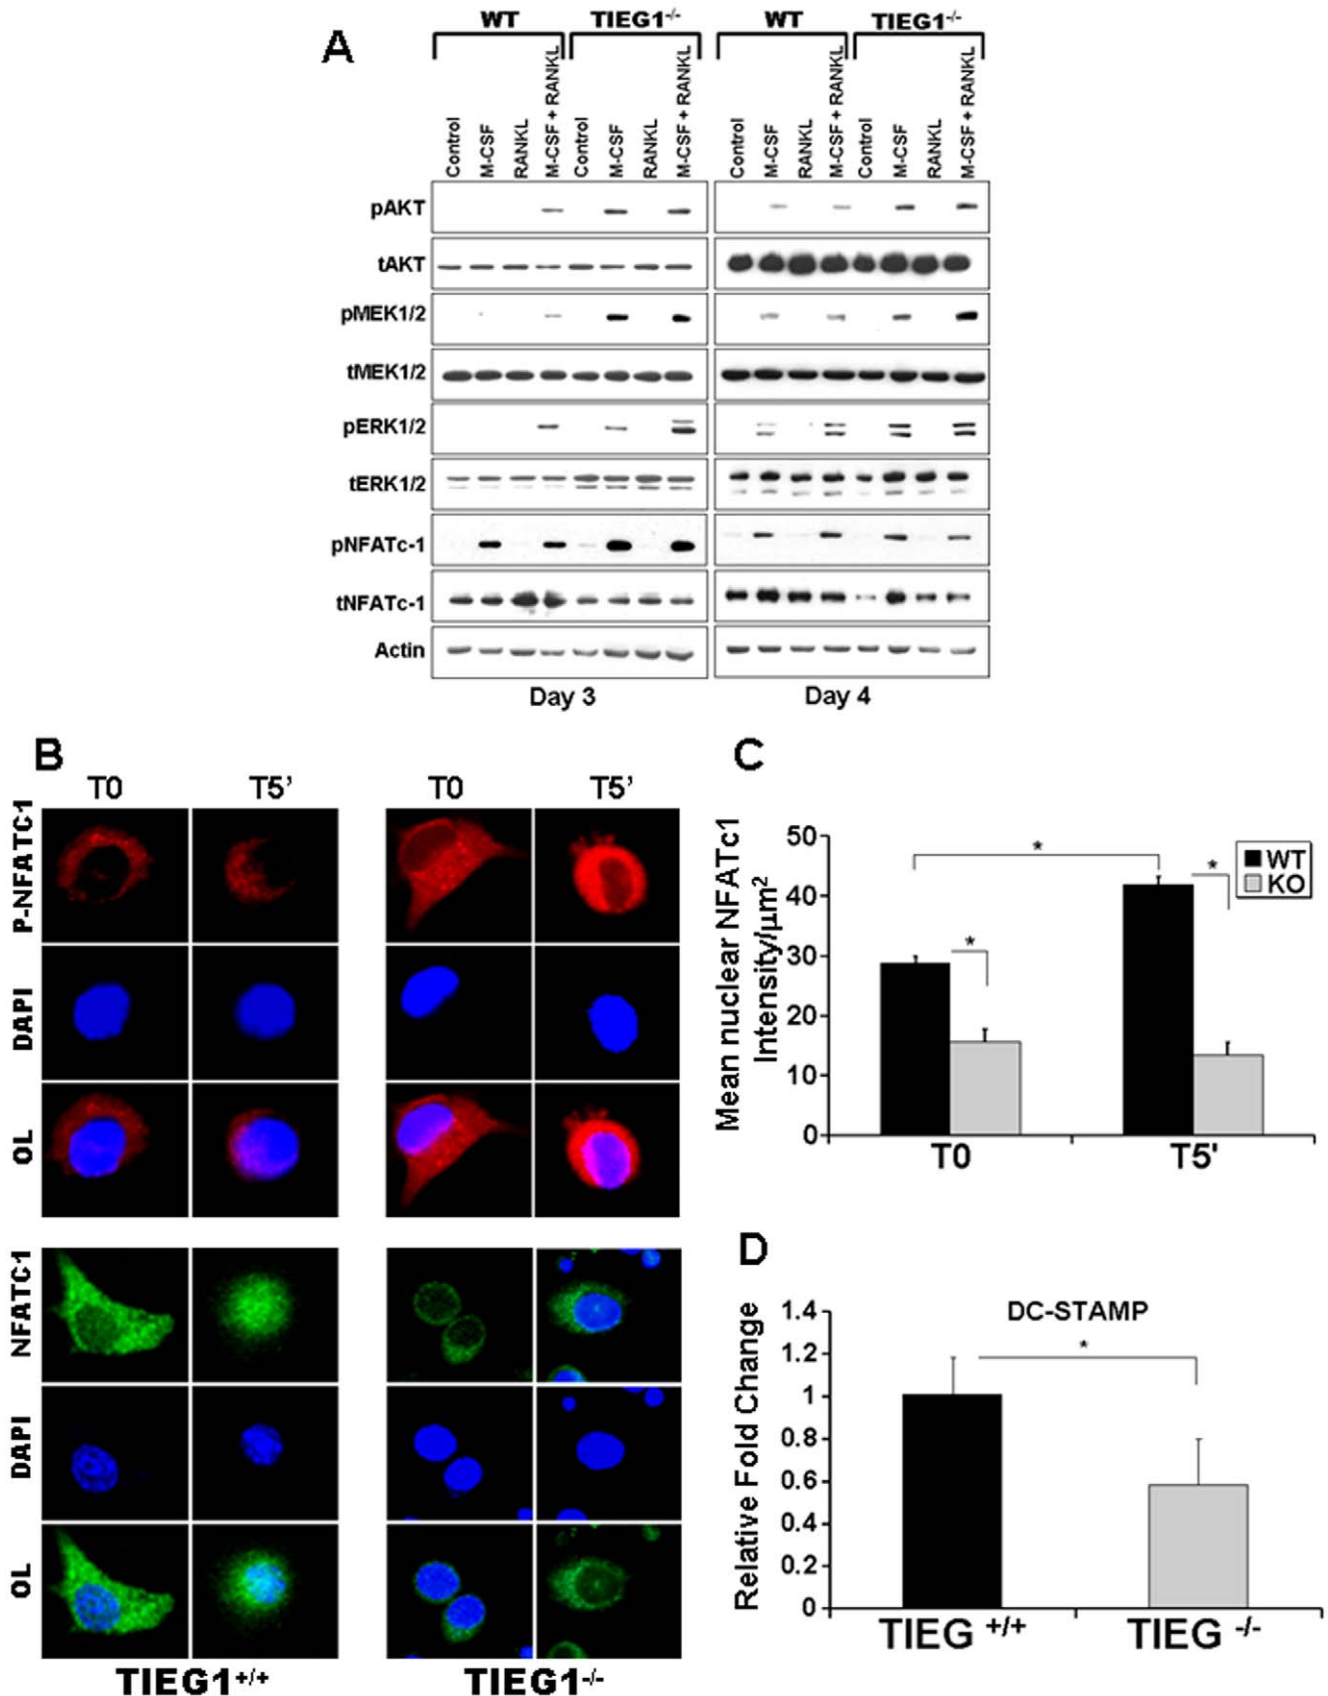 A
WT TIEG1-/- WT TIEG1-/-
Control M-CSF RANKL M-CSF + RANKL Control M-CSF RANKL M-CSF + RANKL Control M-CSF RANKL M-CSF + RANKL Control M-CSF RANKL M-CSF + RANKL
pAKT
tAKT
pMEK1/2
tMEK1/2
pERK1/2
tERK1/2
pNFATc-1
tNFATc-1
Actin
Day 3 Day 4
B
T0 T5’ T0 T5’
P-NFATC1
DAPI
OL
NFATC1
DAPI
OL
TIEG1+/+ TIEG1-/-
C
Mean nuclear NFATc1
Intensity/µm2
50
40
30
20
10
0
* * *
WT
KO
T0 T5'
D
DC-STAMP
*
Relative Fold Change
1.4
1.2
1
0.8
0.6
0.4
0.2
0
TIEG +/+ TIEG -/-